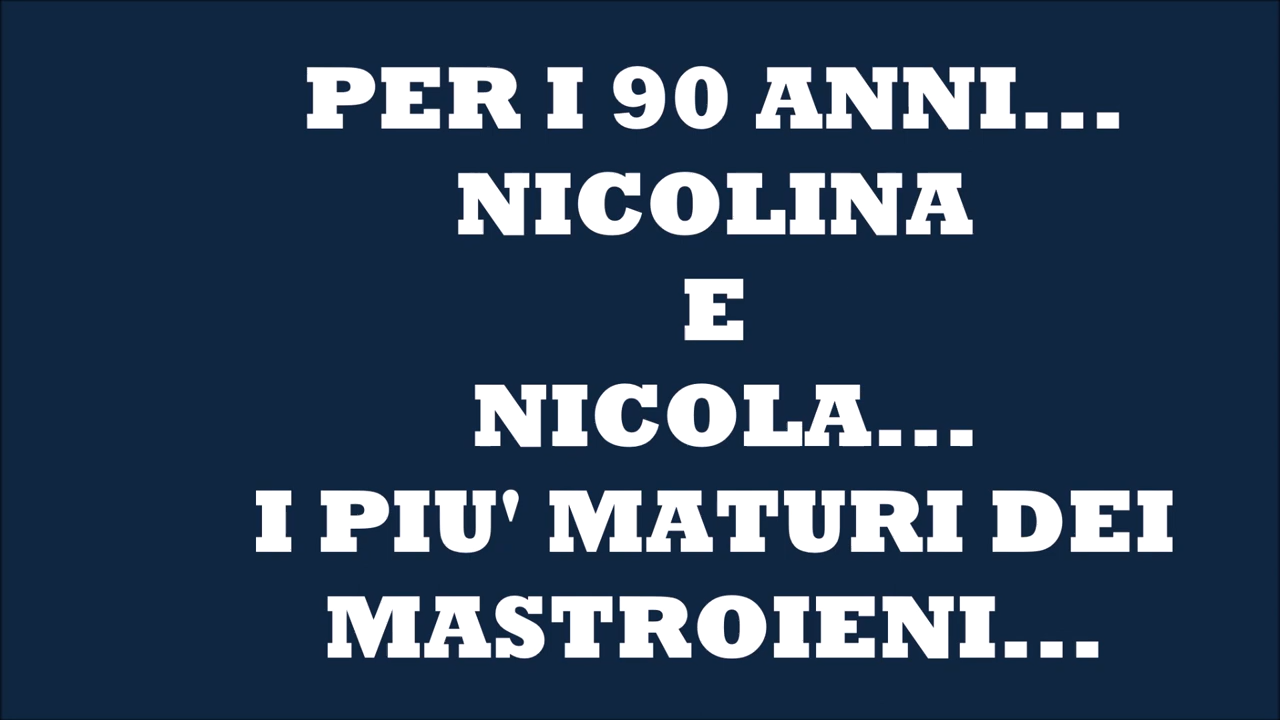 PER I 90 ANNI...
NICOLINA
E
NICOLA...
I PIU' MATURI DEI
MASTROIENI...